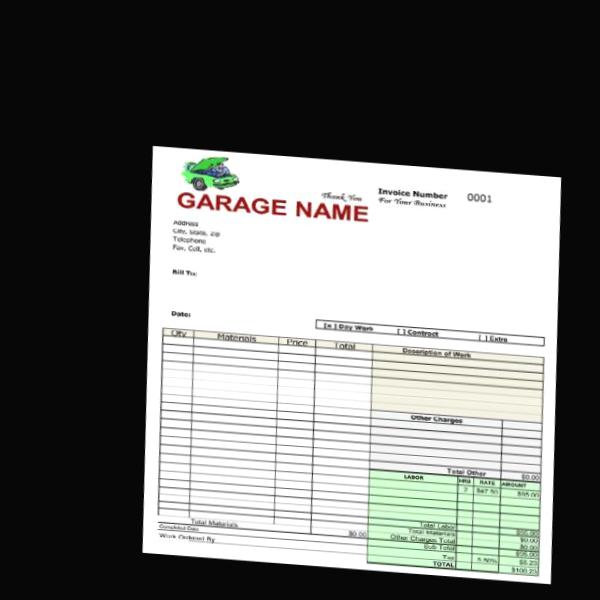 Thank You
Invoice Number 0001
GARAGE NAME
For Your Business
Address
City, State, Zip
Telephone
Fax, Cell, etc.
Bill To:
Date:
[x] Day Work [ ] Contract [ ] Extra
Qty Materials Price Total Description of Work
Other Charges
Total Other $0.00
LABOR HRS RATE AMOUNT
2 $47.50 $95.00
Total Materials $0.00
Total Labor $95.00
Completed Date
Total Materials $0.00
Work Ordered By
Other Charges Total $0.00
Sub Total $95.00
Tax 5.50% $5.23
TOTAL $100.23